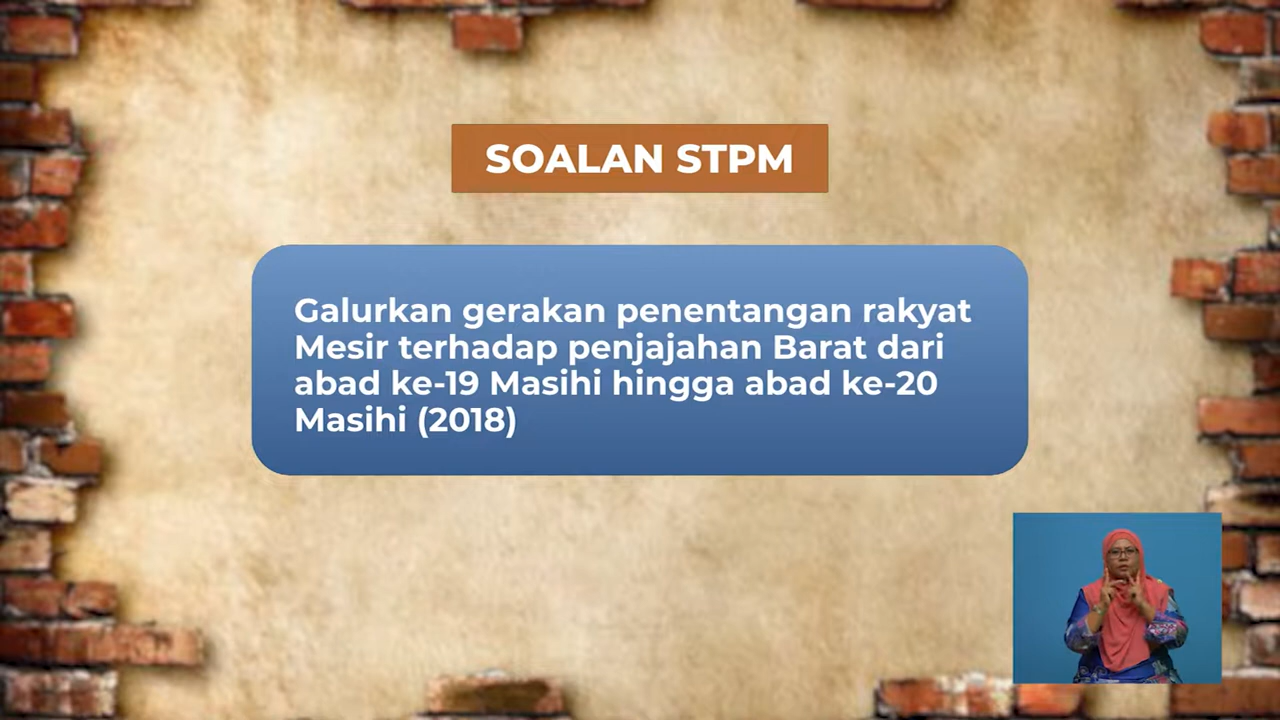 SOALAN STPM
Galurkan gerakan penentangan rakyat
Mesir terhadap penjajahan Barat dari
abad ke-19 Masihi hingga abad ke-20
Masihi (2018)